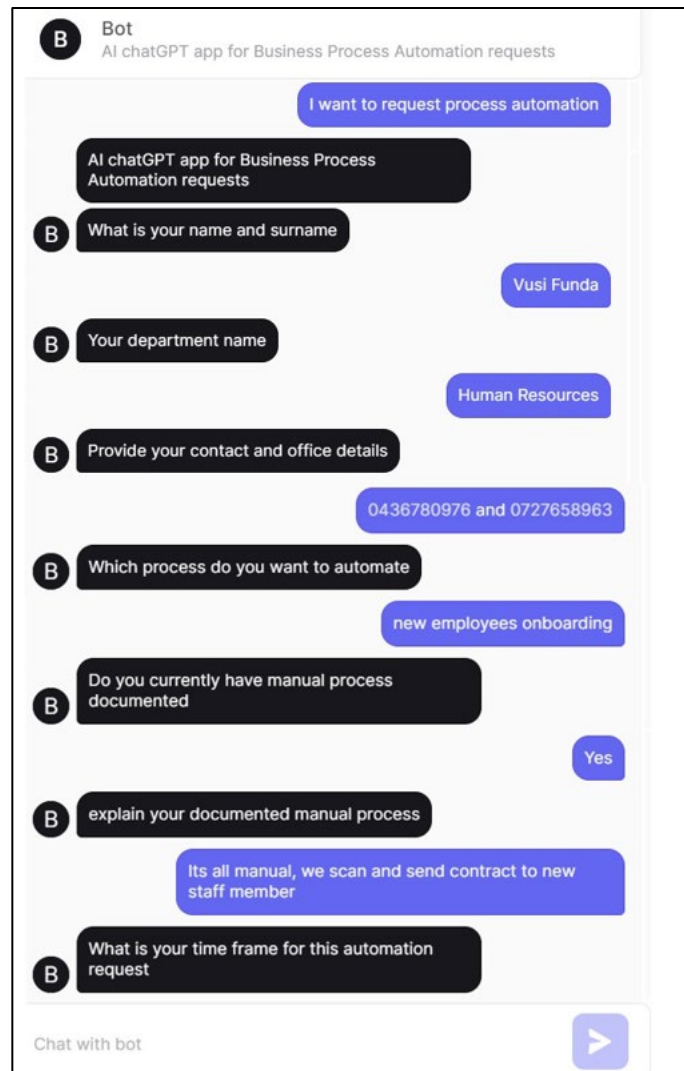 B
Bot
AI chatGPT app for Business Process Automation requests
I want to request process automation
AI chatGPT app for Business Process
Automation requests
B
What is your name and surname
Vusi Funda
B
Your department name
Human Resources
B
Provide your contact and office details
0436780976 and 0727658963
B
Which process do you want to automate
new employees onboarding
B
Do you currently have manual process
documented
Yes
B
explain your documented manual process
Its all manual, we scan and send contract to new
staff member
B
What is your time frame for this automation
request
Chat with bot